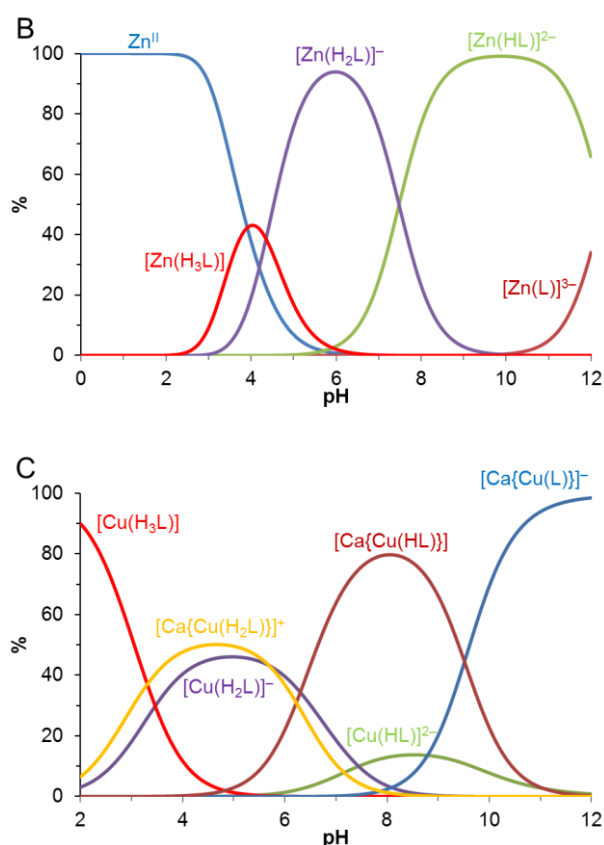 B
Znᴵᴵ
[Zn(H₂L)]⁻
[Zn(HL)]²⁻
100
80
60
40
20
0
%
[Zn(H₃L)]
[Zn(L)]³⁻
0 2 4 6 8 10 12
pH
C
[Ca{Cu(L)}]⁻
100
80
60
40
20
0
%
[Cu(H₃L)]
[Ca{Cu(HL)}]
[Ca{Cu(H₂L)}]⁺
[Cu(H₂L)]⁻
[Cu(HL)]²⁻
2 4 6 8 10 12
pH